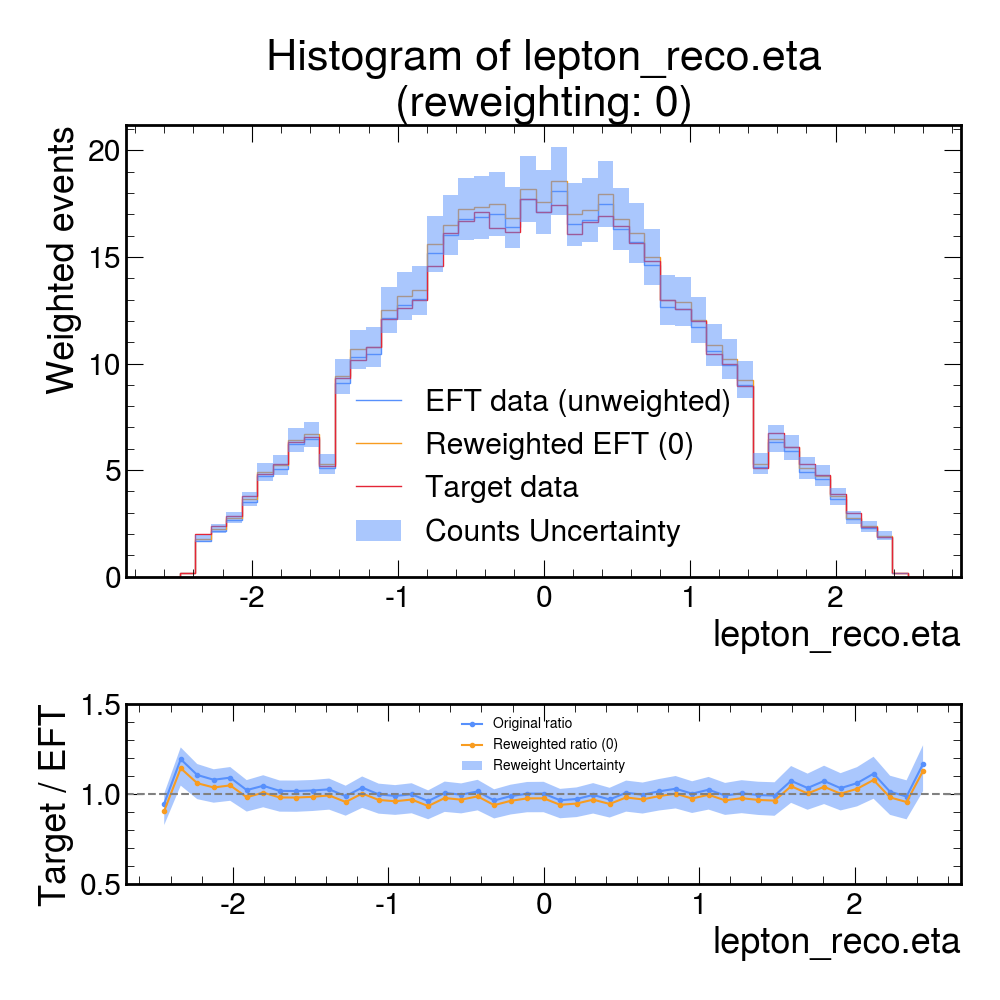 Histogram of lepton_reco.eta
(reweighting: 0)
Weighted events
20
15
10
5
0
EFT data (unweighted)
Reweighted EFT (0)
Target data
Counts Uncertainty
-2 -1 0 1 2
lepton_reco.eta
Target / EFT
1.5
1.0
0.5
Original ratio
Reweighted ratio (0)
Reweight Uncertainty
-2 -1 0 1 2
lepton_reco.eta